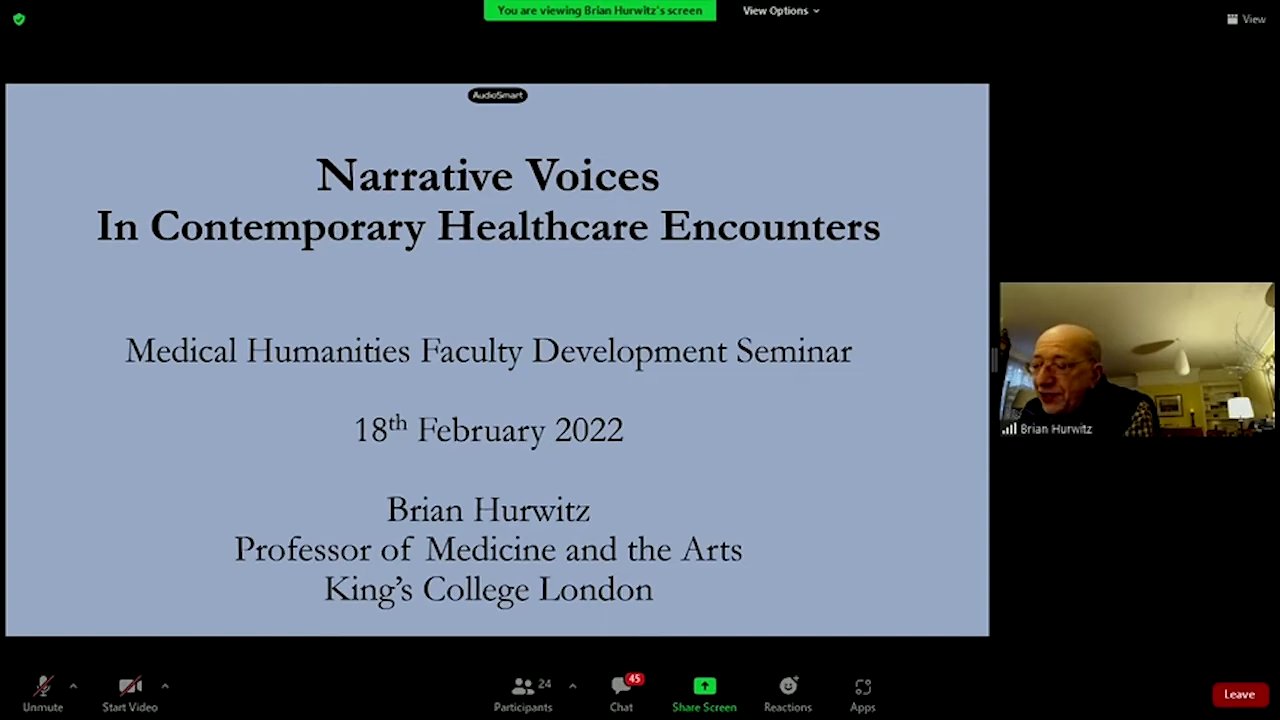 You are viewing Brian Hurwitz's screen
View Options
View
AudioSmart
Narrative Voices
In Contemporary Healthcare Encounters
Medical Humanities Faculty Development Seminar
18th February 2022
Brian Hurwitz
Professor of Medicine and the Arts
King's College London
Brian Hurwitz
Unmute
Start Video
24
Participants
45
Chat
Share Screen
Reactions
Apps
Leave